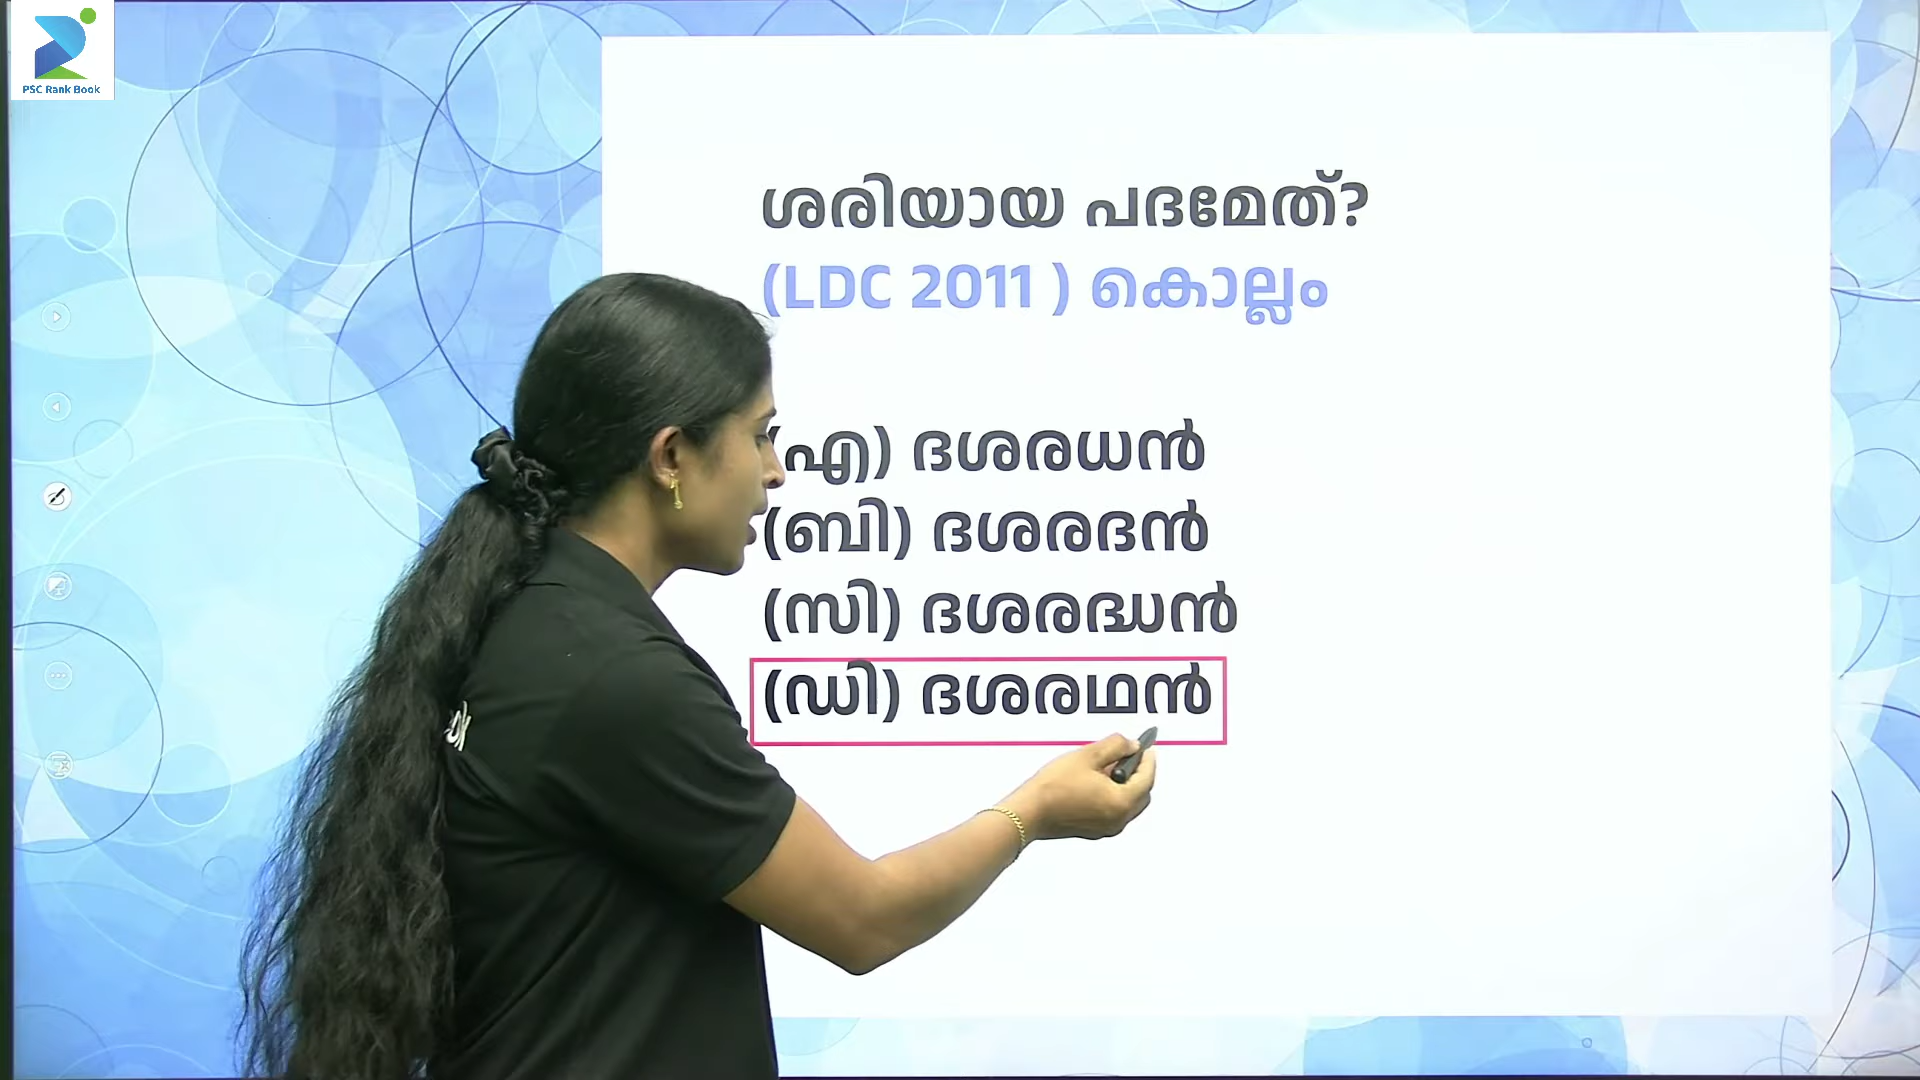 PSC Rank Book
ശരിയായ പദമേത്?
(LDC 2011 ) കൊല്ലം
(എ) ദശരധൻ
(ബി) ദശരദൻ
(സി) ദശരദ്ധൻ
(ഡി) ദശരഥൻ